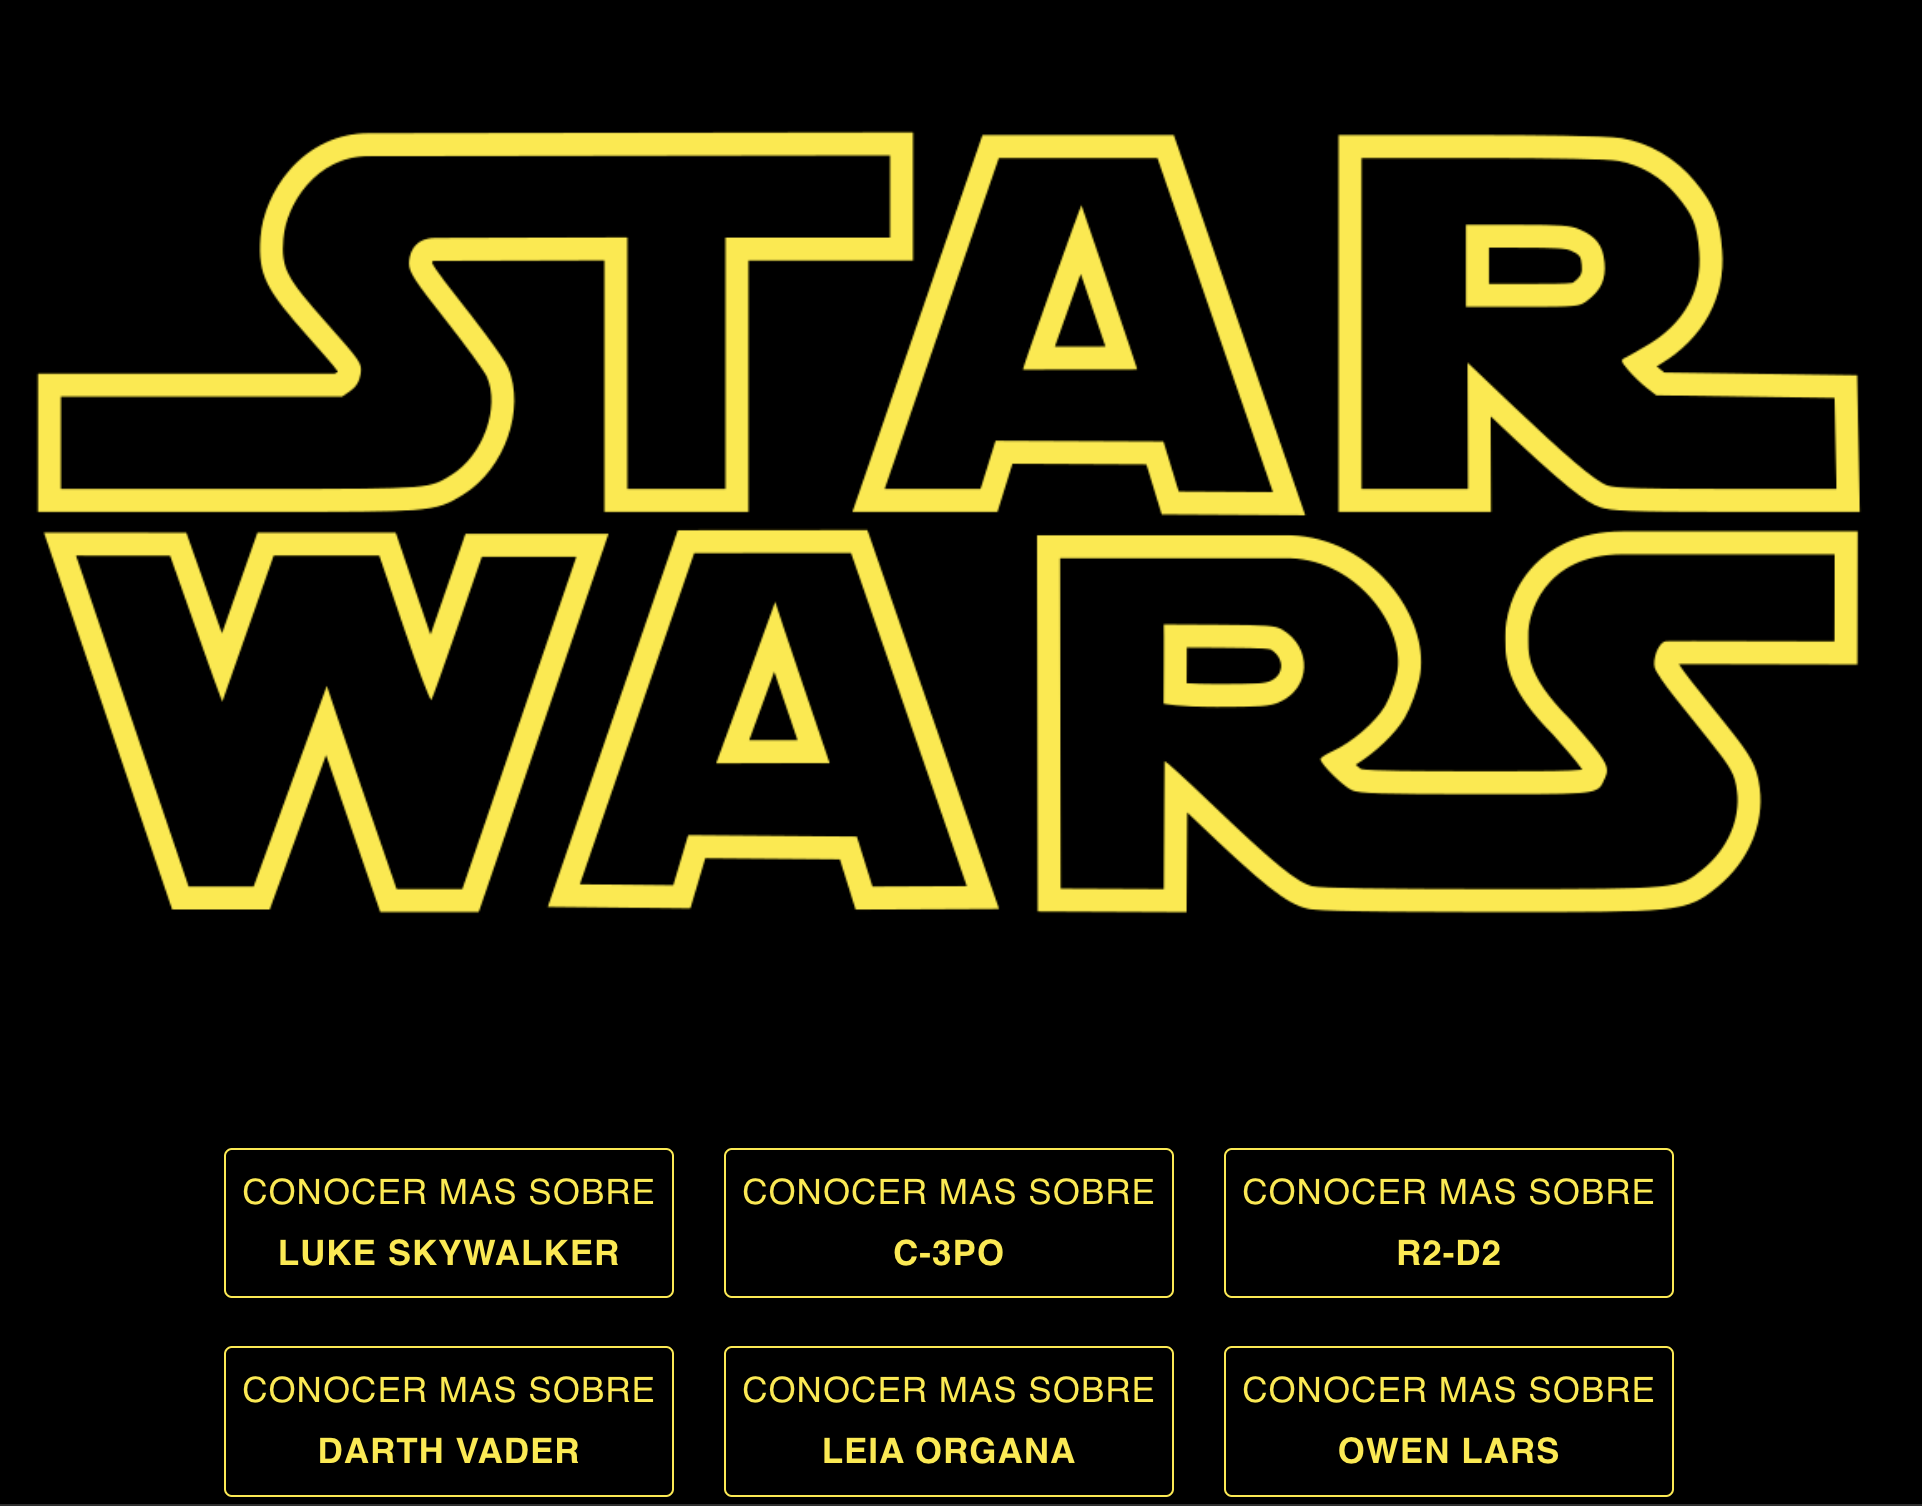 STAR
WARS
CONOCER MAS SOBRE
LUKE SKYWALKER
CONOCER MAS SOBRE
C-3PO
CONOCER MAS SOBRE
R2-D2
CONOCER MAS SOBRE
DARTH VADER
CONOCER MAS SOBRE
LEIA ORGANA
CONOCER MAS SOBRE
OWEN LARS